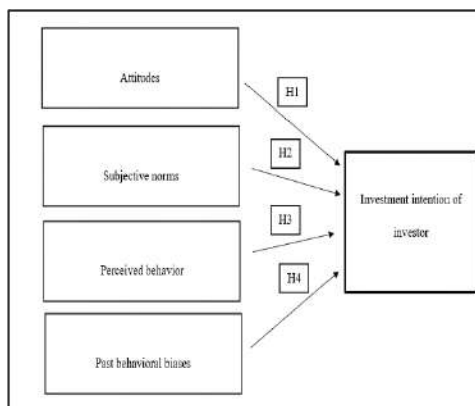 Attitudes
H1
H2
Subjective norms
Investment intention of
investor
H3
Perceived behavior
H4
Past behavioral biases